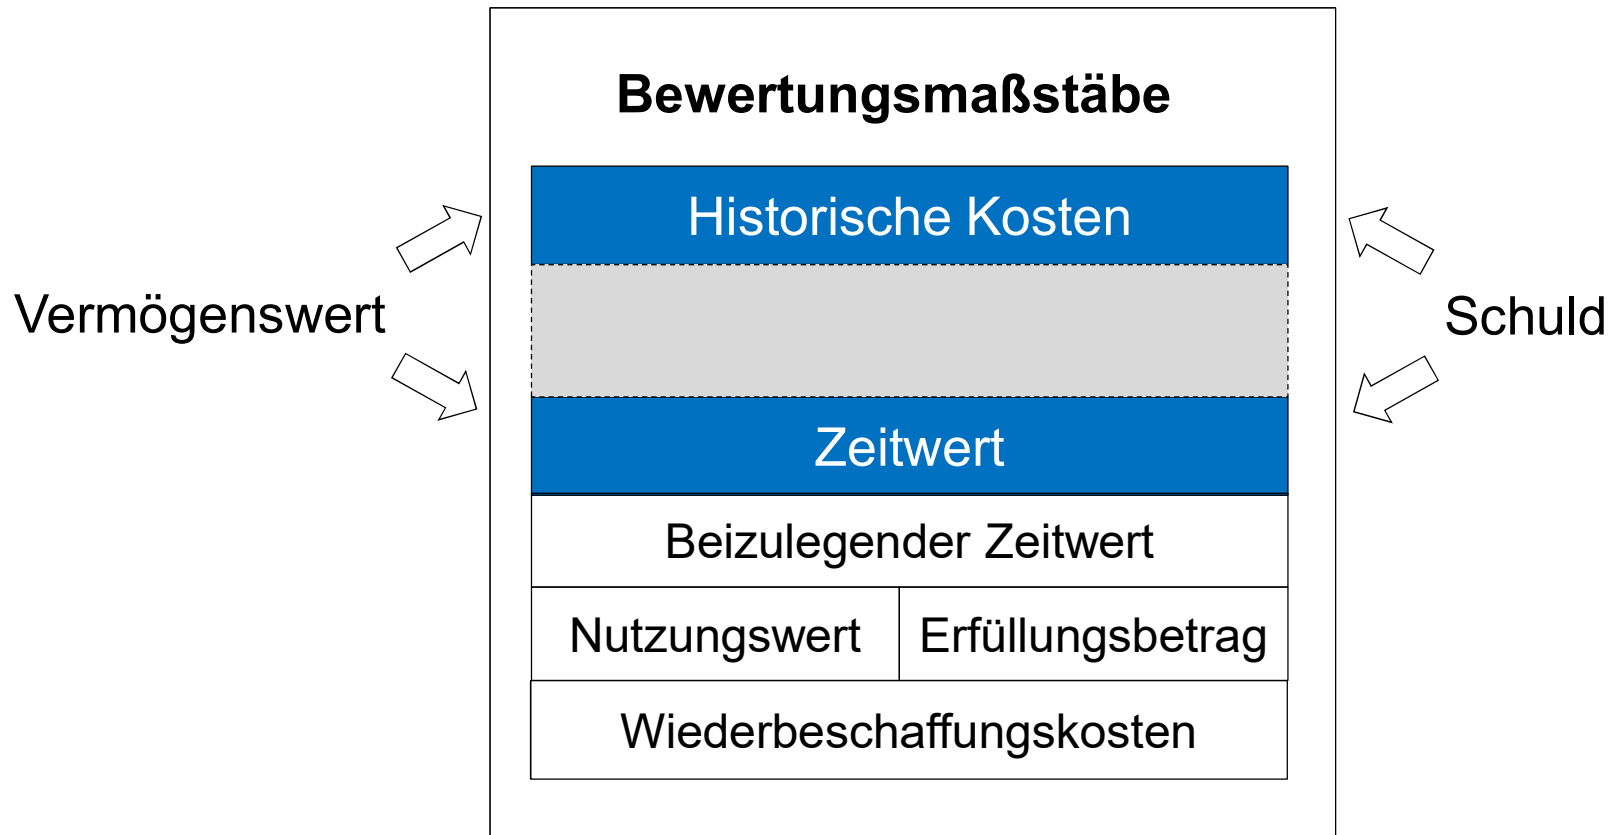 Bewertungsmaßstäbe
Historische Kosten
Vermögenswert
Schuld
Zeitwert
Beizulegender Zeitwert
Nutzungswert
Erfüllungsbetrag
Wiederbeschaffungskosten